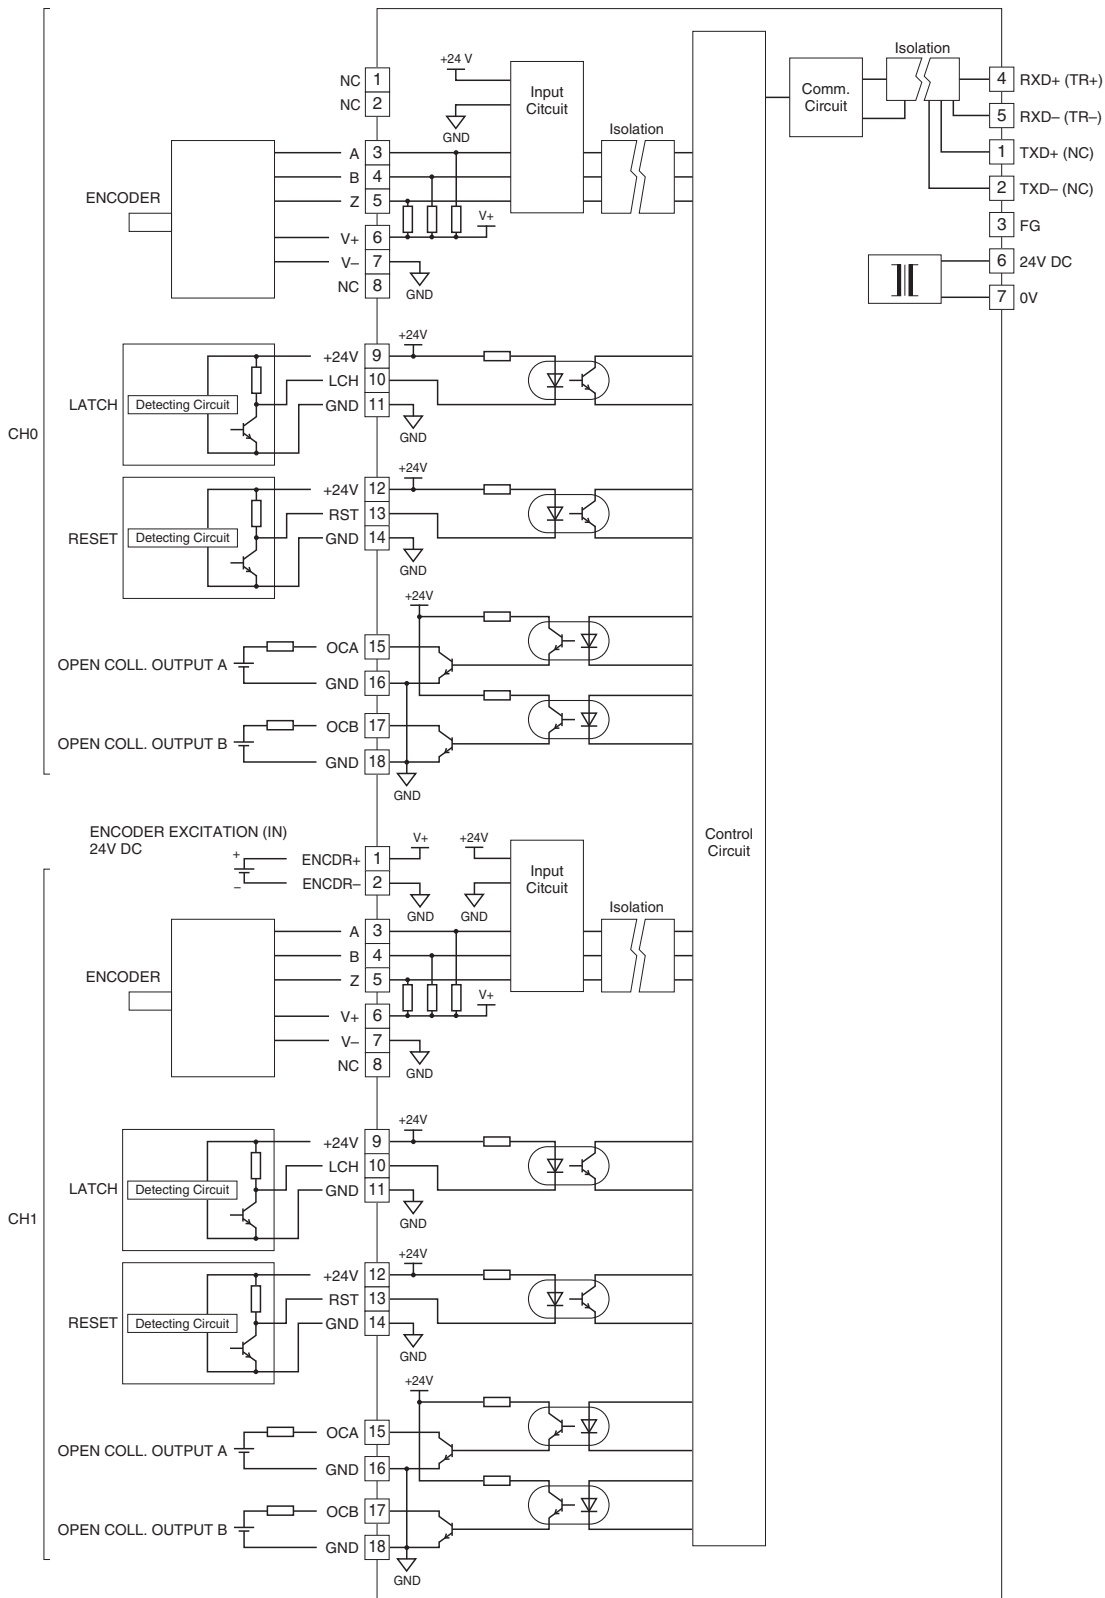 CH0
NC 1
NC 2
A 3
B 4
Z 5
V+ 6
V– 7
NC 8
ENCODER
+24 V
GND
Input
Citcuit
Isolation
V+
GND
LATCH
Detecting Circuit
+24V 9
LCH 10
GND 11
+24V
GND
RESET
Detecting Circuit
+24V 12
RST 13
GND 14
+24V
GND
+24V
OPEN COLL. OUTPUT A
OCA 15
GND 16
OPEN COLL. OUTPUT B
OCB 17
GND 18
GND
Control
Circuit
Comm.
Circuit
Isolation
4 RXD+ (TR+)
5 RXD– (TR–)
1 TXD+ (NC)
2 TXD– (NC)
3 FG
6 24V DC
7 0V
CH1
ENCODER EXCITATION (IN)
24V DC
+
–
ENCDR+ 1
ENCDR– 2
V+
GND
+24V
GND
Input
Citcuit
Isolation
ENCODER
A 3
B 4
Z 5
V+ 6
V– 7
NC 8
V+
GND
LATCH
Detecting Circuit
+24V 9
LCH 10
GND 11
+24V
GND
RESET
Detecting Circuit
+24V 12
RST 13
GND 14
+24V
GND
+24V
OPEN COLL. OUTPUT A
OCA 15
GND 16
OPEN COLL. OUTPUT B
OCB 17
GND 18
GND